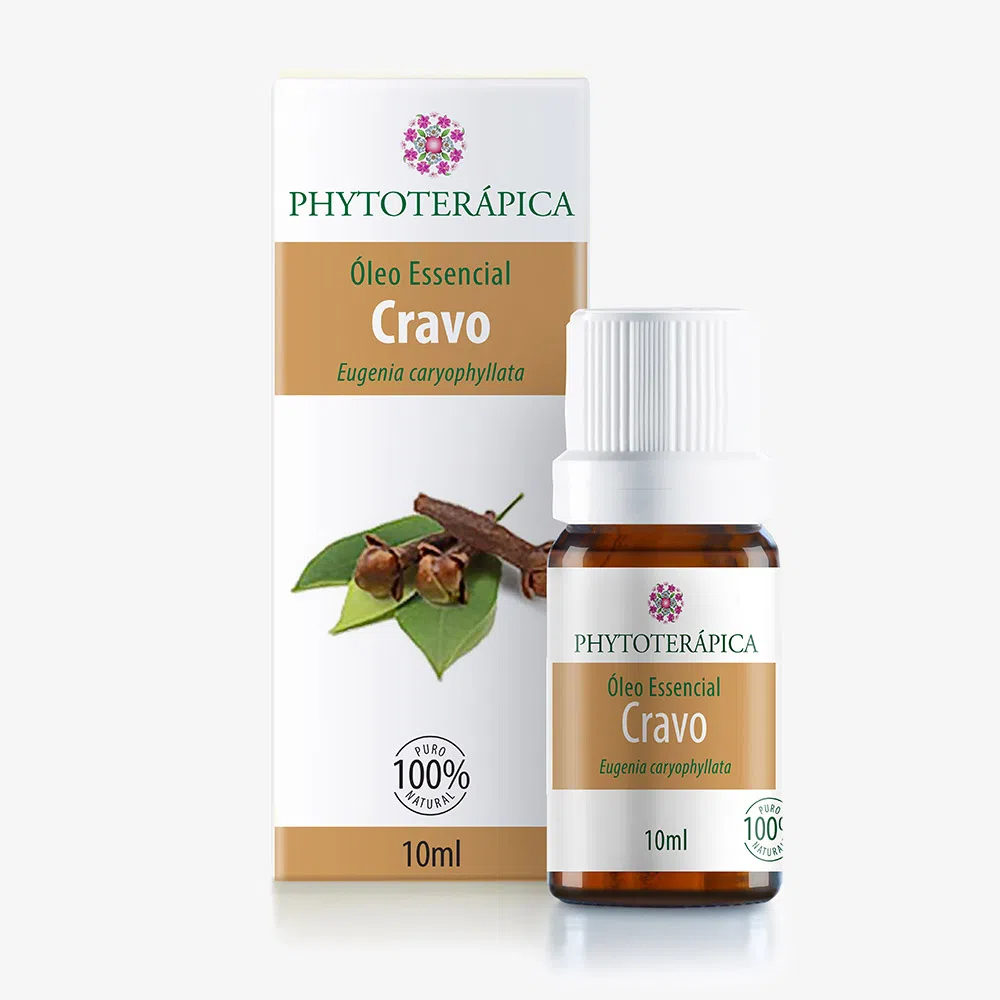 PHYTOTERÁPICA
Óleo Essencial
Cravo
Eugenia caryophyllata
PURO
100%
NATURAL
10ml
PHYTOTERÁPICA
Óleo Essencial
Cravo
Eugenia caryophyllata
10ml
PURO
100%
NATURAL